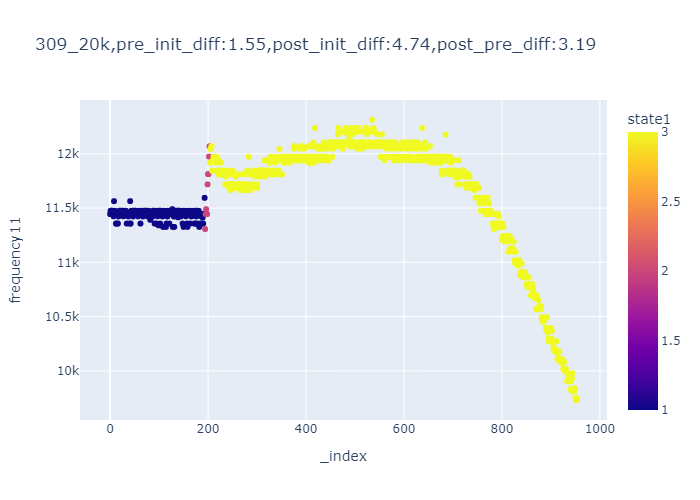 309_20k,pre_init_diff:1.55,post_init_diff:4.74,post_pre_diff:3.19
state1
3
2.5
2
1.5
1
frequency11
12k
11.5k
11k
10.5k
10k
0
200
400
600
800
1000
_index